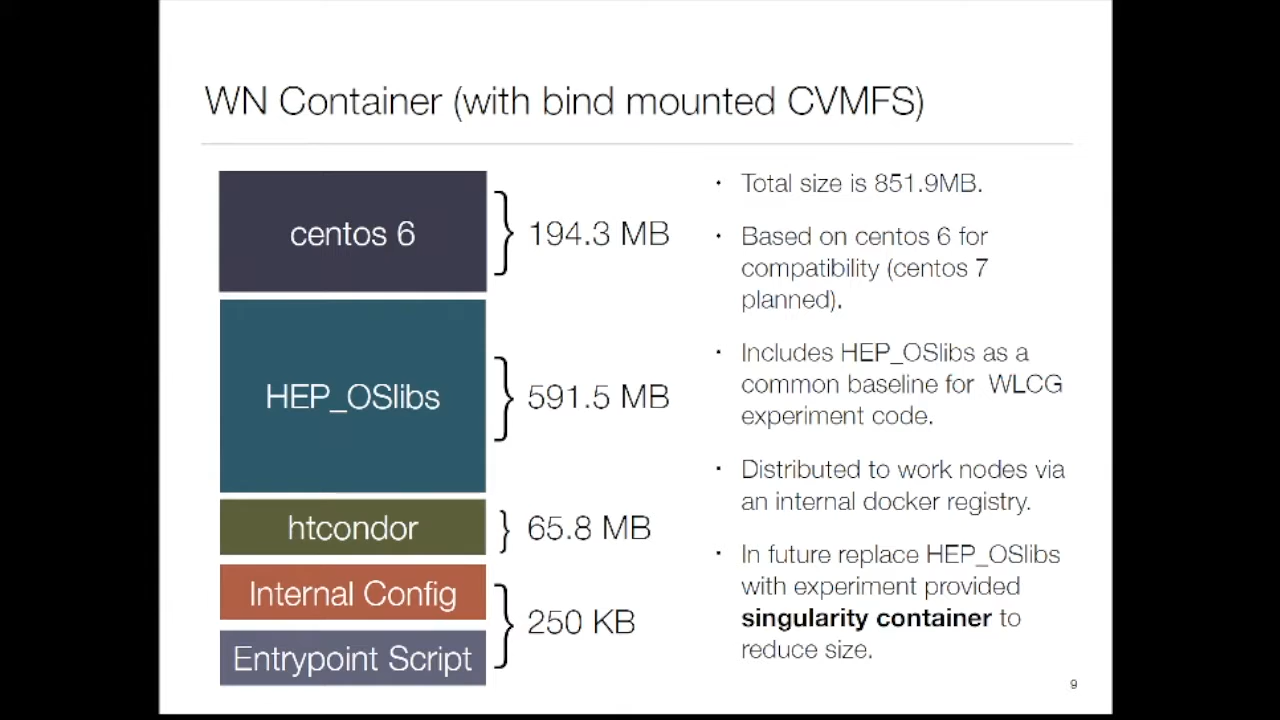 WN Container (with bind mounted CVMFS)
centos 6
194.3 MB
HEP_OSlibs
591.5 MB
htcondor
65.8 MB
Internal Config
250 KB
Entrypoint Script
· Total size is 851.9MB.
· Based on centos 6 for
compatibility (centos 7
planned).
· Includes HEP_OSlibs as a
common baseline for WLCG
experiment code.
· Distributed to work nodes via
an internal docker registry.
· In future replace HEP_OSlibs
with experiment provided
singularity container to
reduce size.
9